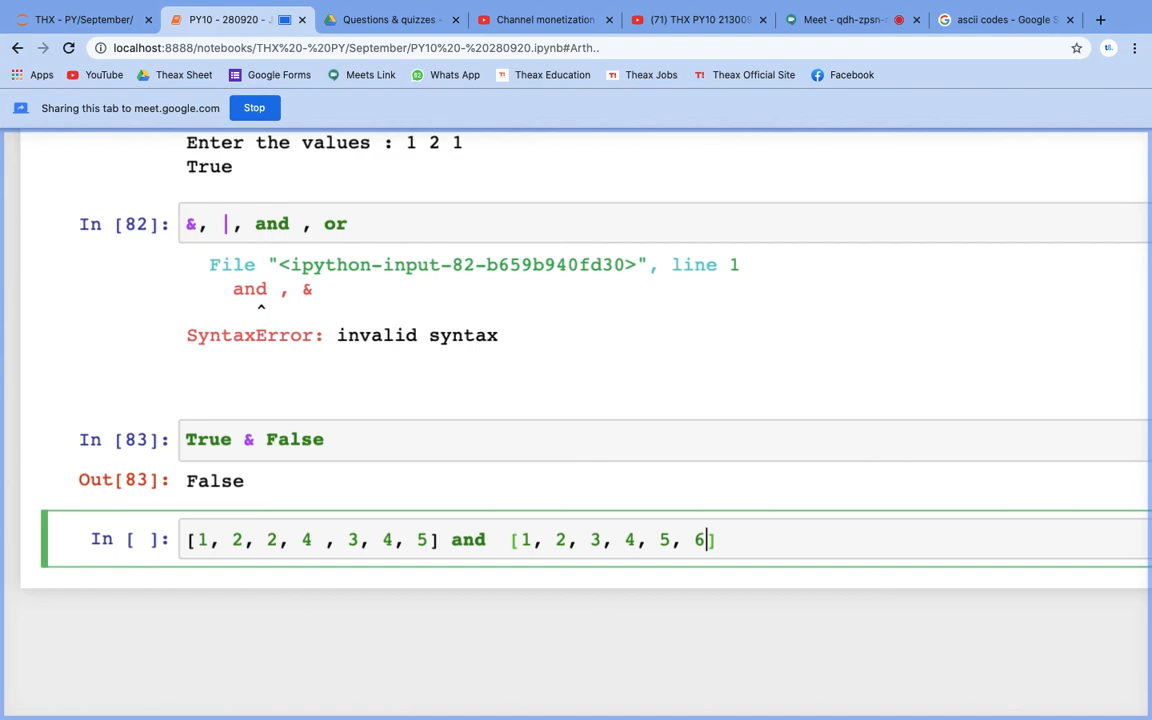 THX - PY/September/
PY10 - 280920 - J
Questions & quizzes -
Channel monetization
(71) THX PY10 213009
Meet - qdh-zpsn-
ascii codes - Google S
localhost:8888/notebooks/THX%20-%20PY/September/PY10%20-%20280920.ipynb#Arth..
Apps
YouTube
Theax Sheet
Google Forms
Meets Link
Whats App
Theax Education
Theax Jobs
Theax Official Site
Facebook
Sharing this tab to meet.google.com
Stop
Enter the values : 1 2 1
True
In [82]: &, |, and , or
File "<ipython-input-82-b659b940fd30>", line 1
and , &
^
SyntaxError: invalid syntax
In [83]: True & False
Out[83]: False
In [ ]: [1, 2, 2, 4 , 3, 4, 5] and  [1, 2, 3, 4, 5, 6]